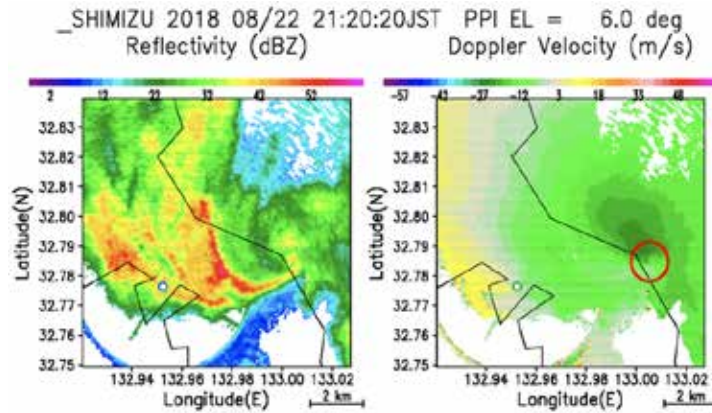 _SHIMIZU 2018 08/22 21:20:20JST PPI EL = 6.0 deg
Reflectivity (dBZ)
2 12 22 32 42 52
Latitude(N)
32.83
32.82
32.81
32.80
32.79
32.78
32.77
32.76
32.75
132.94 132.96 132.98 133.00 133.02
Longitude(E)
2 km
Doppler Velocity (m/s)
-57 -42 -27 -12 3 18 35 48
Latitude(N)
32.83
32.82
32.81
32.80
32.79
32.78
32.77
32.76
32.75
132.94 132.96 132.98 133.00 133.02
Longitude(E)
2 km